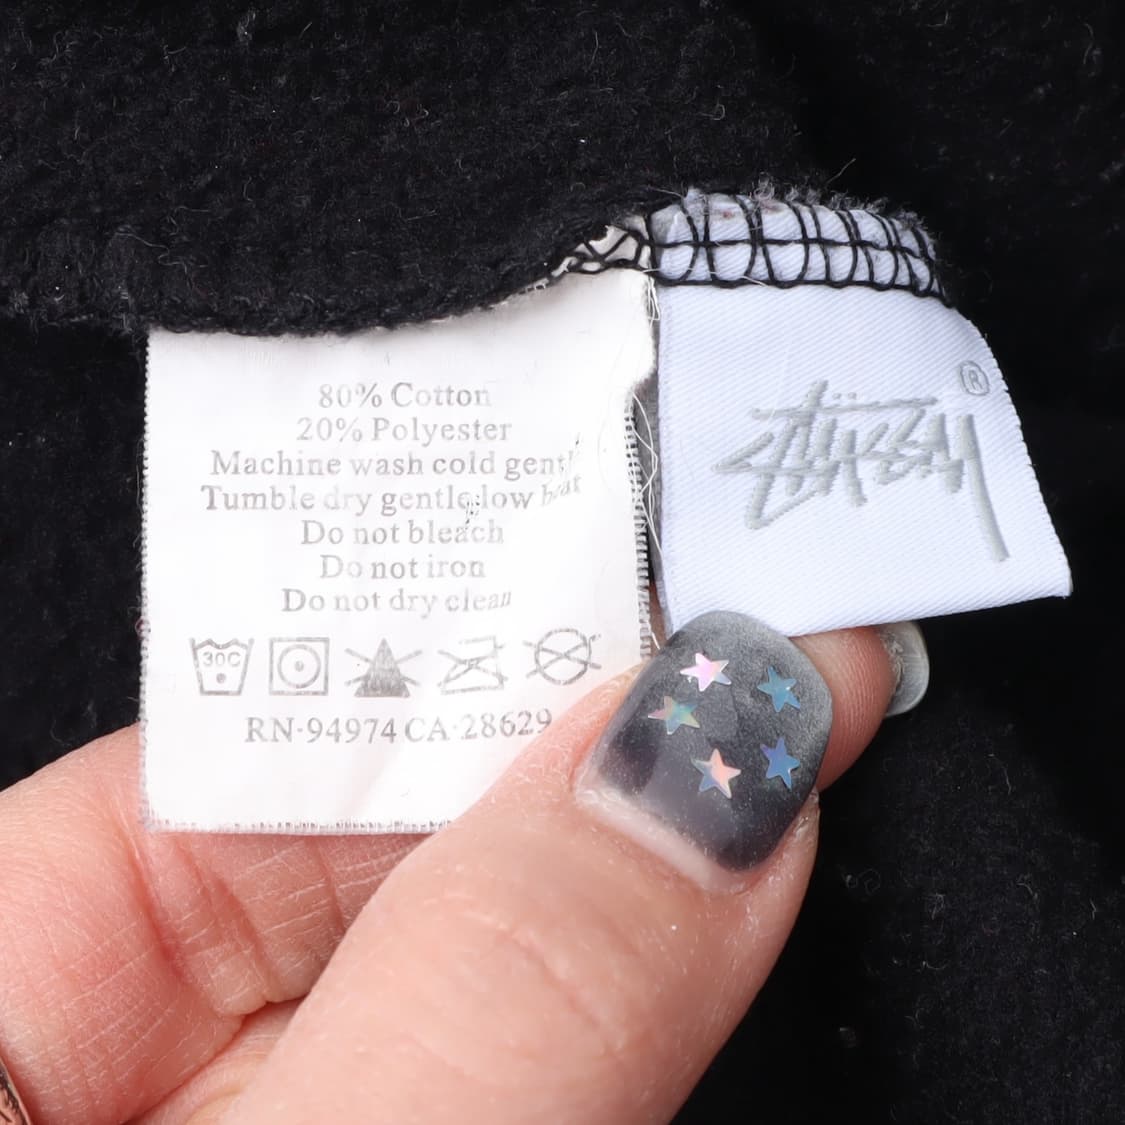 80% Cotton
20% Polyester
Machine wash cold gentl
Tumble dry gentle low heat
Do not bleach
Do not iron
Do not dry clean
30C
RN-94974 CA-28629
STÜSSY ®